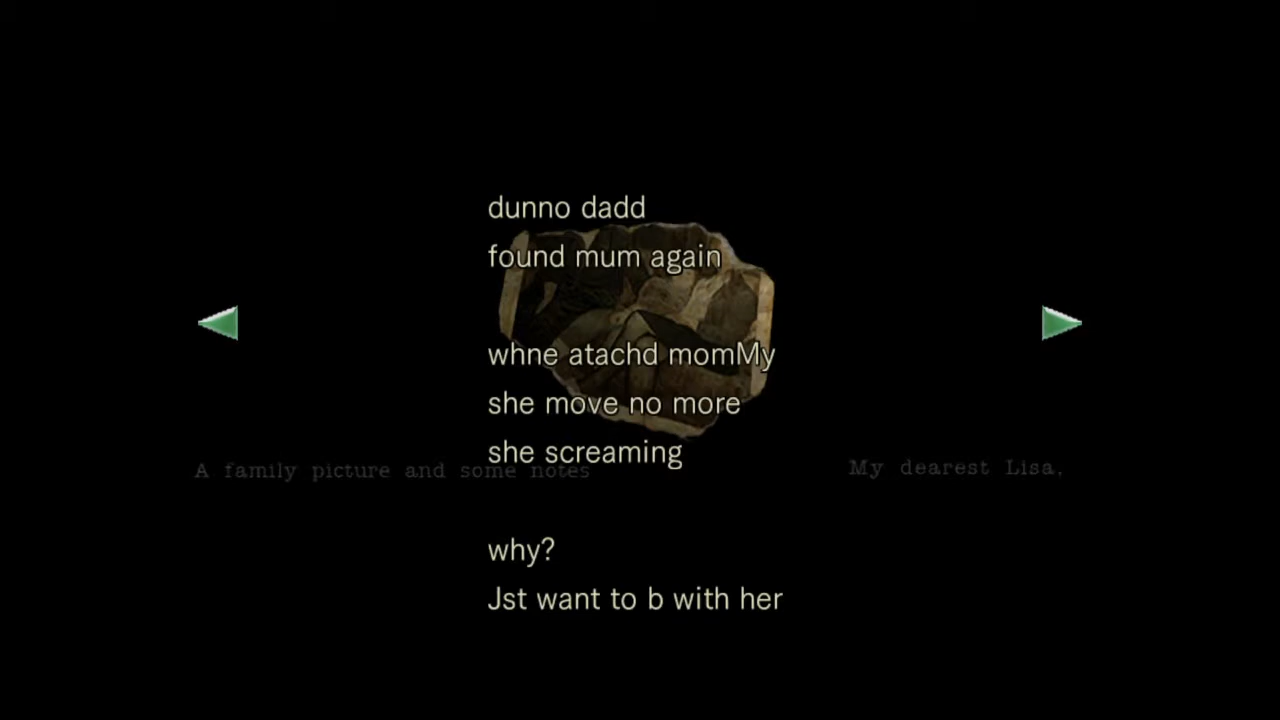 dunno dadd
found mum again
whne atachd momMy
she move no more
she screaming
A family picture and some notes
My dearest Lisa,
why?
Jst want to b with her